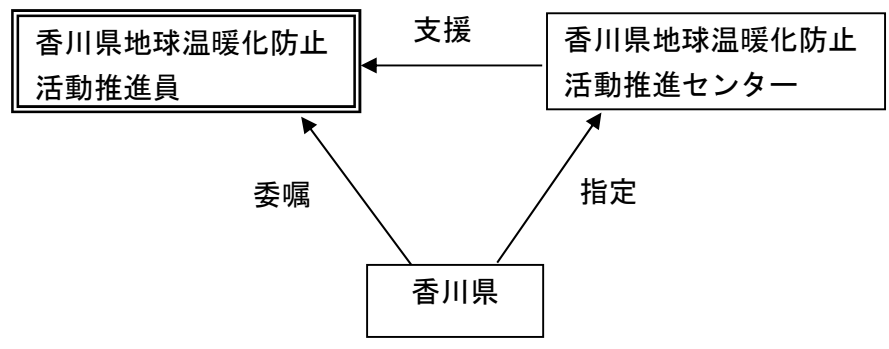 香川県地球温暖化防止
活動推進員
支援
香川県地球温暖化防止
活動推進センター
委嘱
指定
香川県